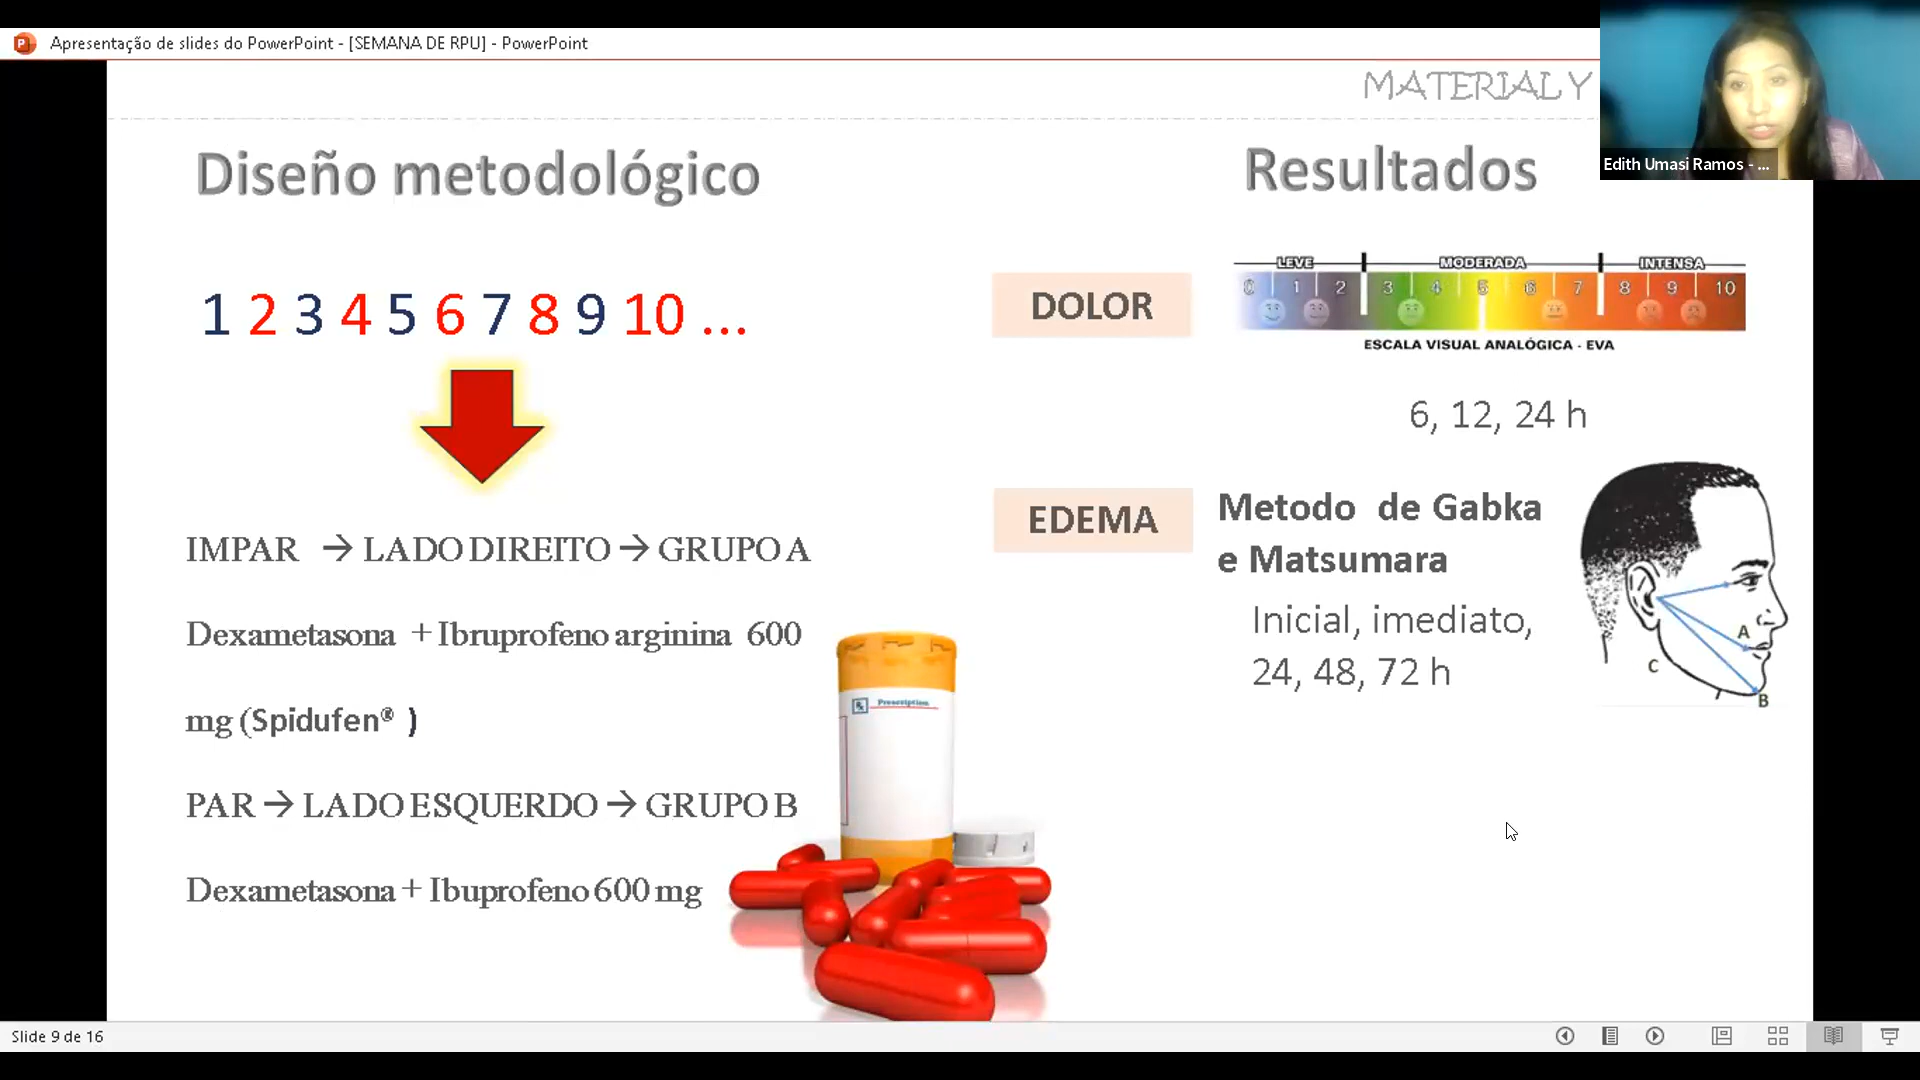 Apresentação de slides do PowerPoint - [SEMANA DE RPU] - PowerPoint
MATERIAL Y
Edith Umasi Ramos - ...
Diseño metodológico
1 2 3 4 5 6 7 8 9 10 ...
IMPAR → LADO DIREITO → GRUPO A
Dexametasona + Ibruprofeno arginina 600
mg (Spidufen® )
PAR → LADO ESQUERDO → GRUPO B
Dexametasona + Ibuprofeno 600 mg
Rx Prescription
Resultados
DOLOR
LEVE MODERADA INTENSA
0 1 2 3 4 5 6 7 8 9 10
ESCALA VISUAL ANALÓGICA - EVA
6, 12, 24 h
EDEMA
Metodo de Gabka
e Matsumara
Inicial, imediato,
24, 48, 72 h
A
C
B
Slide 9 de 16